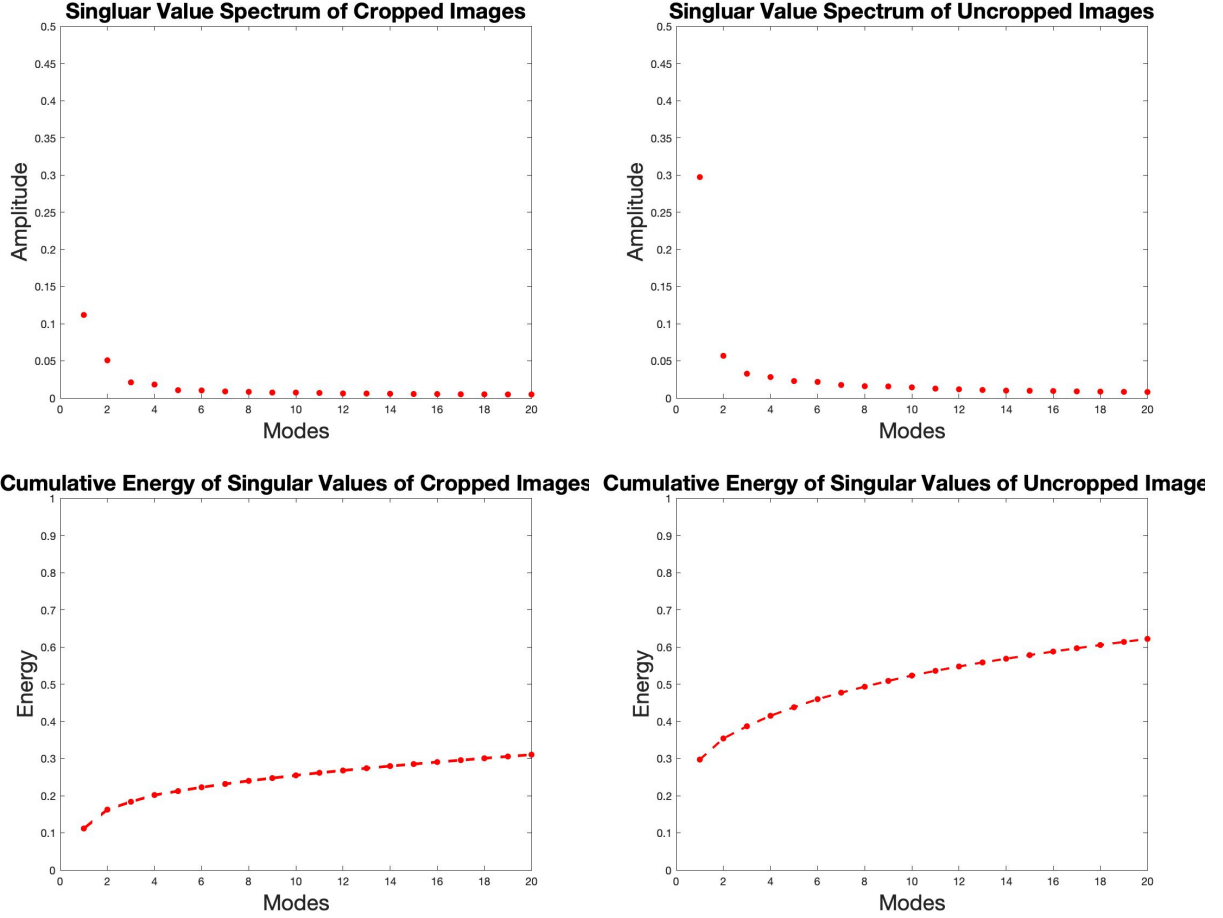 Singluar Value Spectrum of Cropped Images
0.5
0.45
0.4
0.35
0.3
0.25
0.2
0.15
0.1
0.05
0
Amplitude
0 2 4 6 8 10 12 14 16 18 20
Modes
Singluar Value Spectrum of Uncropped Images
0.5
0.45
0.4
0.35
0.3
0.25
0.2
0.15
0.1
0.05
0
Amplitude
0 2 4 6 8 10 12 14 16 18 20
Modes
Cumulative Energy of Singular Values of Cropped Images
1
0.9
0.8
0.7
0.6
0.5
0.4
0.3
0.2
0.1
0
Energy
0 2 4 6 8 10 12 14 16 18 20
Modes
Cumulative Energy of Singular Values of Uncropped Image
1
0.9
0.8
0.7
0.6
0.5
0.4
0.3
0.2
0.1
0
Energy
0 2 4 6 8 10 12 14 16 18 20
Modes